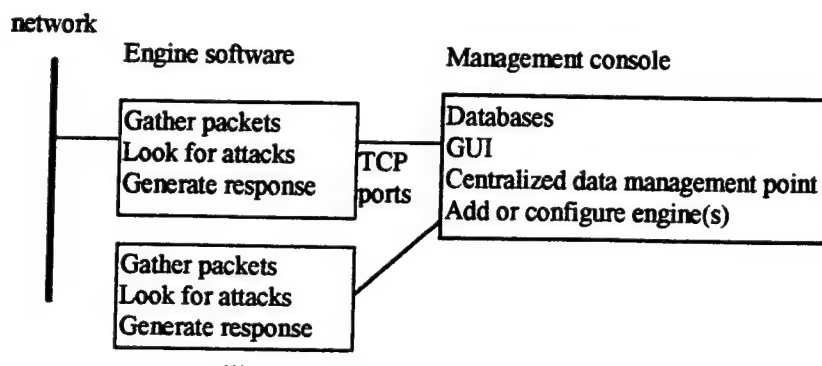 network
Engine software
Management console
Gather packets
Look for attacks
Generate response
TCP
ports
Databases
GUI
Centralized data management point
Add or configure engine(s)
Gather packets
Look for attacks
Generate response
...